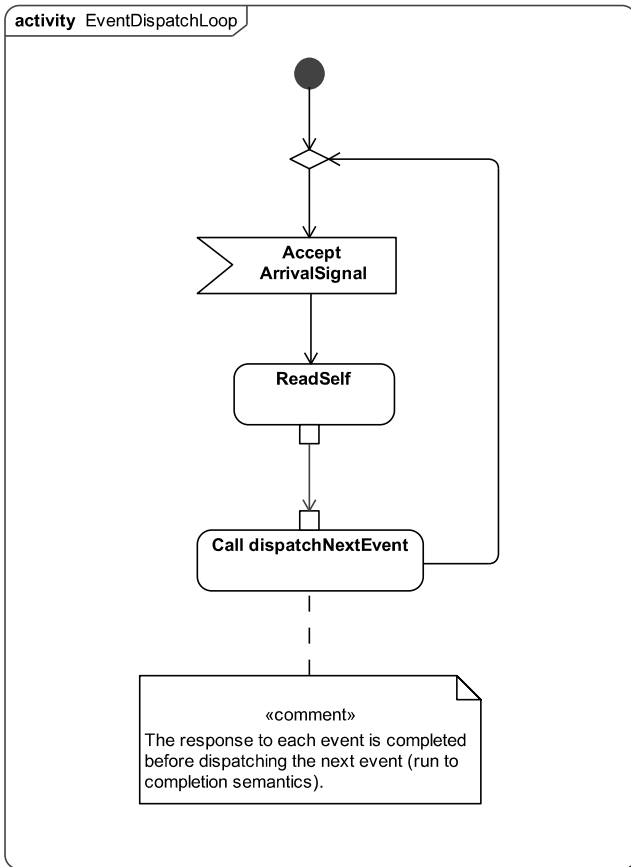 activity EventDispatchLoop
Accept
ArrivalSignal
ReadSelf
Call dispatchNextEvent
«comment»
The response to each event is completed
before dispatching the next event (run to
completion semantics).